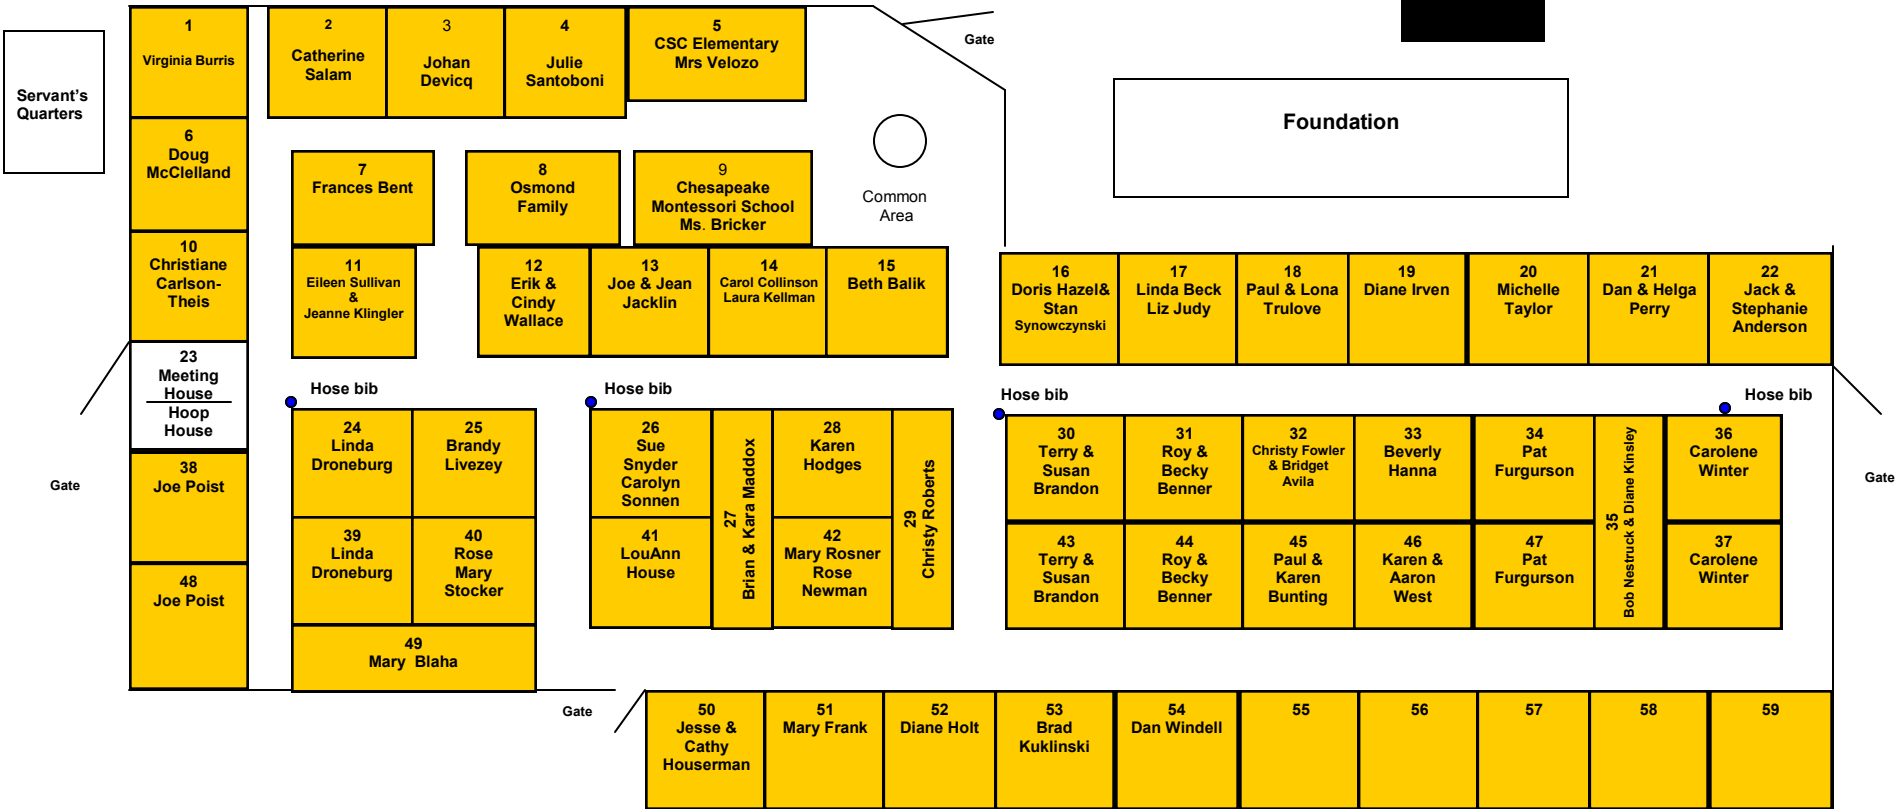 1
Virginia Burris
2
Catherine
Salam
3
Johan
Devicq
4
Julie
Santoboni
5
CSC Elementary
Mrs Velozo
Gate
Servant's
Quarters
Foundation
6
Doug
McClelland
7
Frances Bent
8
Osmond
Family
9
Chesapeake
Montessori School
Ms. Bricker
Common
Area
10
Christiane
Carlson-
Theis
11
Eileen Sullivan
&
Jeanne Klingler
12
Erik &
Cindy
Wallace
13
Joe & Jean
Jacklin
14
Carol Collinson
Laura Kellman
15
Beth Balik
16
Doris Hazel&
Stan
Synowczynski
17
Linda Beck
Liz Judy
18
Paul & Lona
Trulove
19
Diane Irven
20
Michelle
Taylor
21
Dan & Helga
Perry
22
Jack &
Stephanie
Anderson
23
Meeting
House
Hoop
House
Hose bib
Hose bib
Hose bib
Hose bib
24
Linda
Droneburg
25
Brandy
Livezey
26
Sue
Snyder
Carolyn
Sonnen
27
Brian & Kara Maddox
28
Karen
Hodges
29
Christy Roberts
30
Terry &
Susan
Brandon
31
Roy &
Becky
Benner
32
Christy Fowler
& Bridget
Avila
33
Beverly
Hanna
34
Pat
Furgurson
35
Bob Nestruck & Diane Kinsley
36
Carolene
Winter
Gate
Gate
38
Joe Poist
39
Linda
Droneburg
40
Rose
Mary
Stocker
41
LouAnn
House
42
Mary Rosner
Rose
Newman
43
Terry &
Susan
Brandon
44
Roy &
Becky
Benner
45
Paul &
Karen
Bunting
46
Karen &
Aaron
West
47
Pat
Furgurson
37
Carolene
Winter
48
Joe Poist
49
Mary Blaha
Gate
50
Jesse &
Cathy
Houserman
51
Mary Frank
52
Diane Holt
53
Brad
Kuklinski
54
Dan Windell
55
56
57
58
59